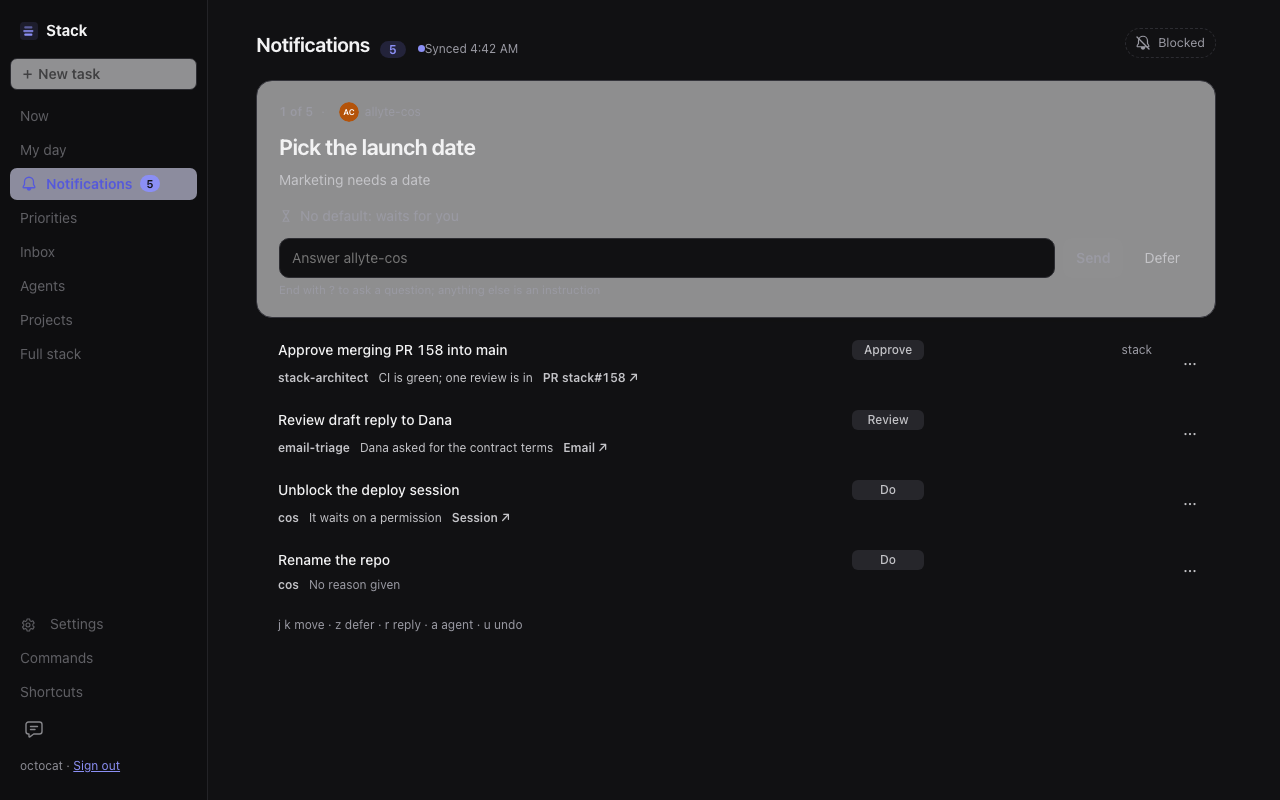 Stack
+ New task
Now
My day
Notifications 5
Priorities
Inbox
Agents
Projects
Full stack
Settings
Commands
Shortcuts
octocat · Sign out
Notifications 5 Synced 4:42 AM
Blocked
1 of 5 AC allyte-cos
Pick the launch date
Marketing needs a date
No default: waits for you
Answer allyte-cos Send Defer
End with ? to ask a question; anything else is an instruction
Approve merging PR 158 into main Approve stack
stack-architect CI is green; one review is in PR stack#158 ↗ ...
Review draft reply to Dana Review
email-triage Dana asked for the contract terms Email ↗ ...
Unblock the deploy session Do
cos It waits on a permission Session ↗ ...
Rename the repo Do
cos No reason given ...
j k move · z defer · r reply · a agent · u undo